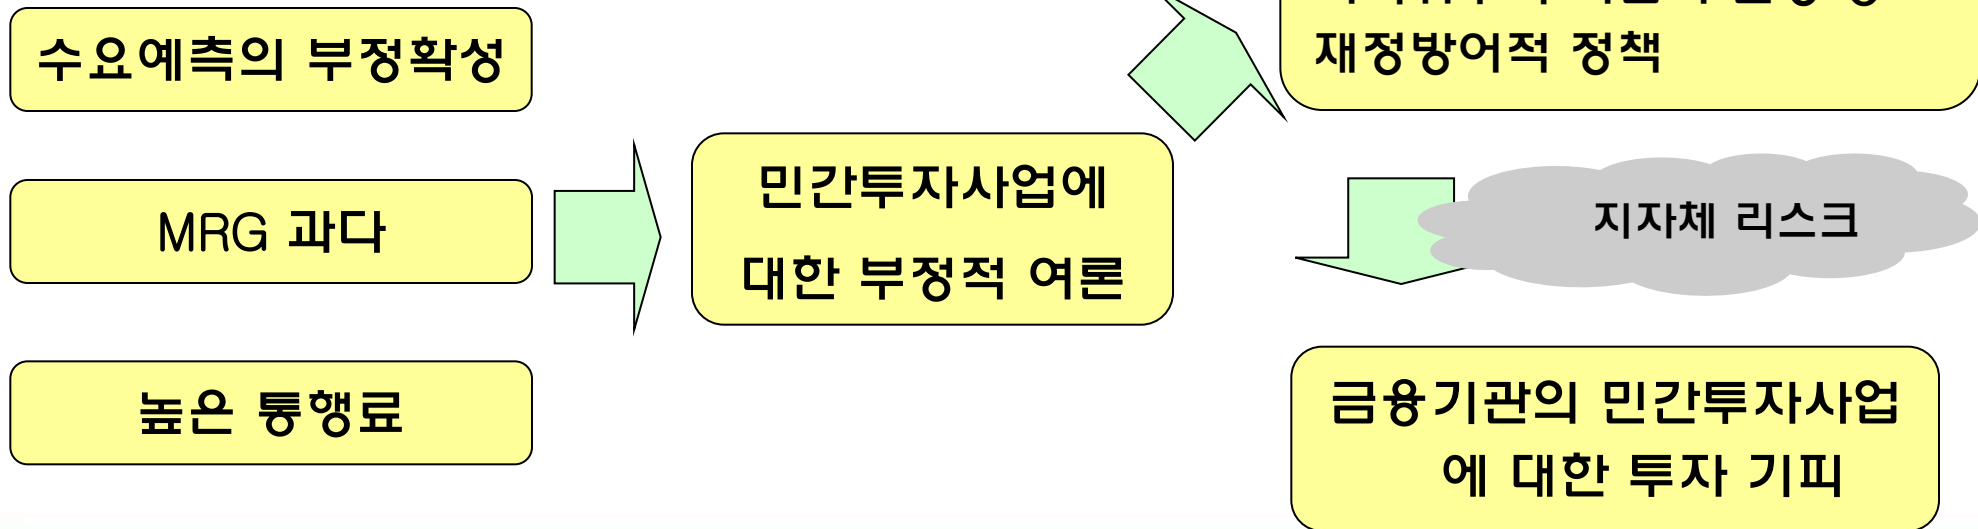 수요예측의 부정확성
MRG 과다
높은 통행료
민간투자사업에
대한 부정적 여론
재정방어적 정책
지자체 리스크
금융기관의 민간투자사업
에 대한 투자 기피